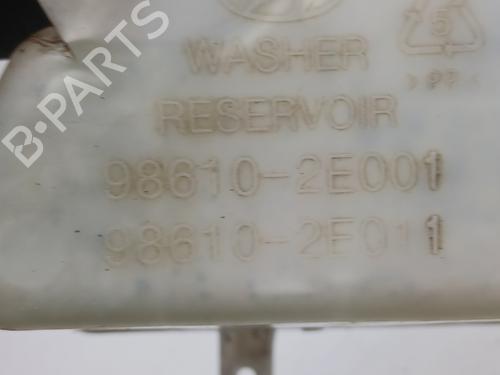 B-PARTS
5
WASHER
>PP<
RESERVOIR
98610-2E001
98610-2E011